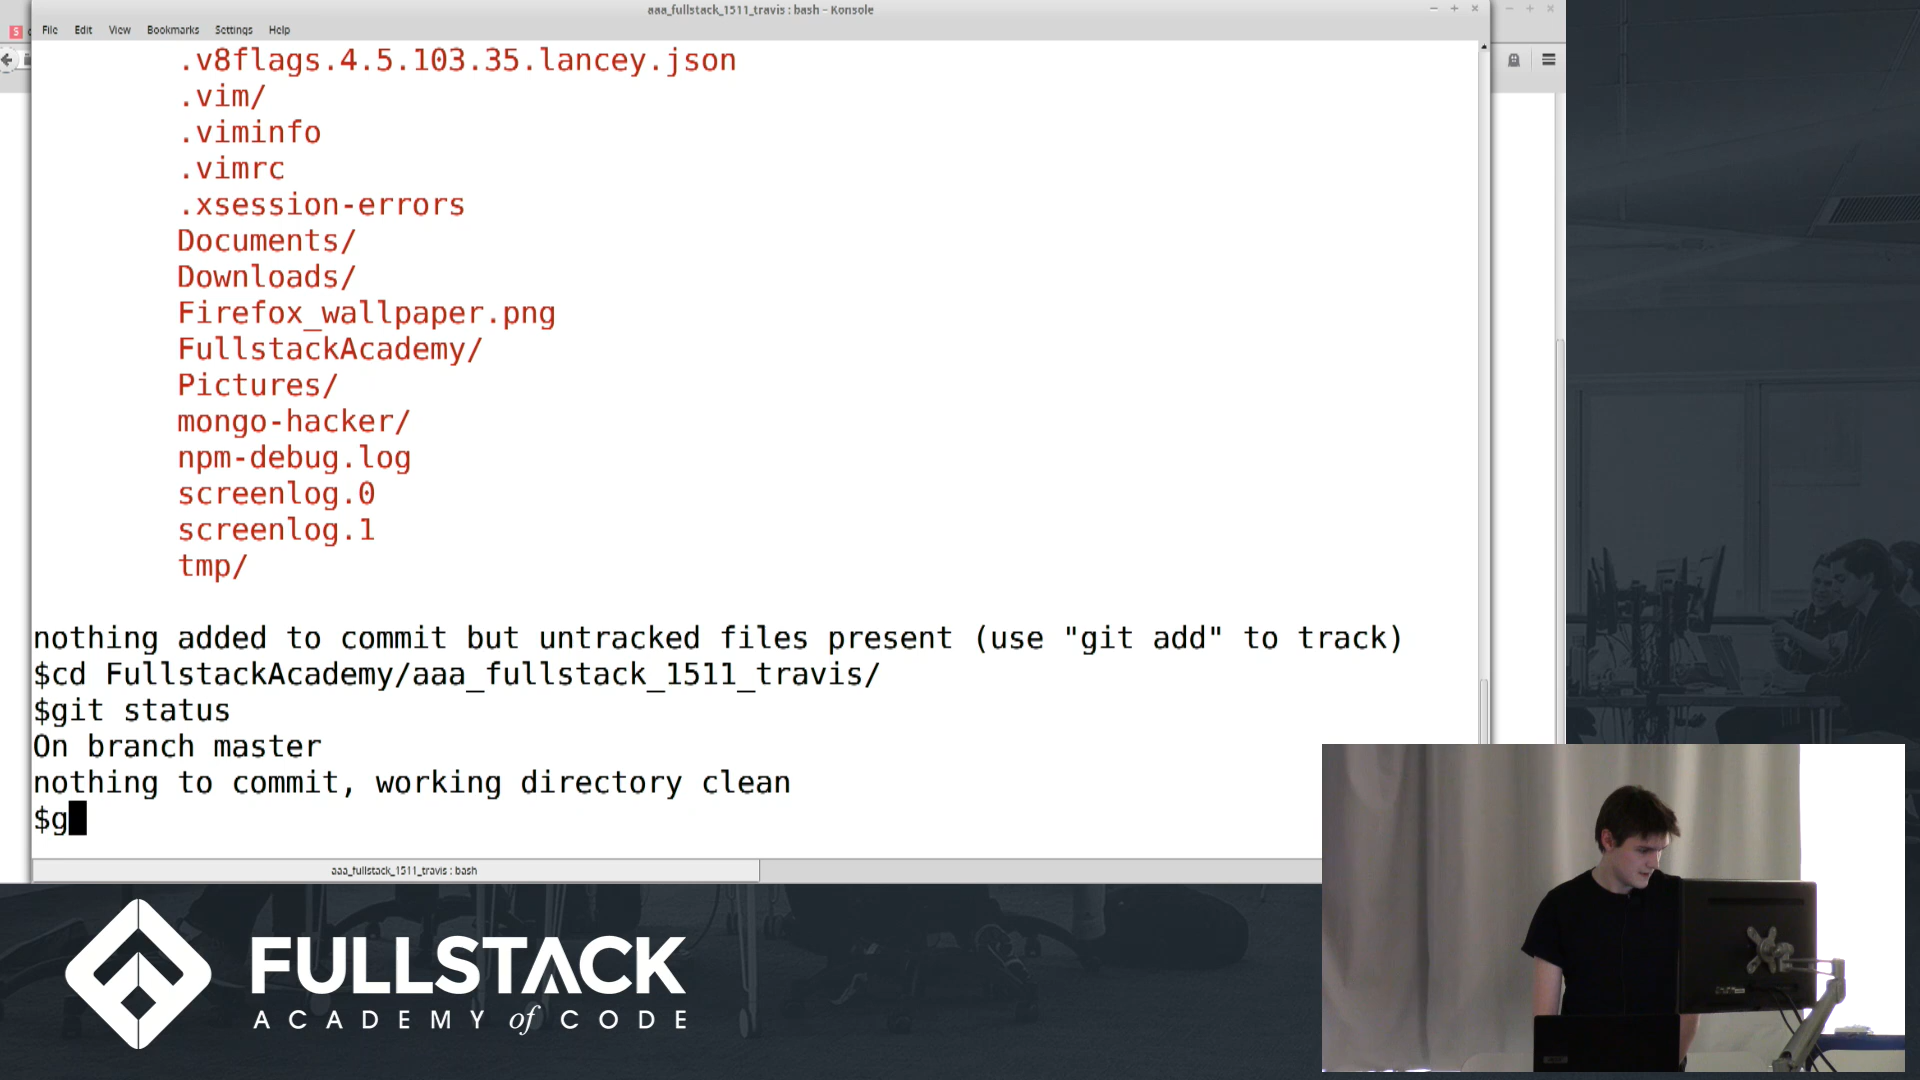 aaa_fullstack_1511_travis : bash – Konsole
File Edit View Bookmarks Settings Help
.v8flags.4.5.103.35.lancey.json
.vim/
.viminfo
.vimrc
.xsession-errors
Documents/
Downloads/
Firefox_wallpaper.png
FullstackAcademy/
Pictures/
mongo-hacker/
npm-debug.log
screenlog.0
screenlog.1
tmp/
nothing added to commit but untracked files present (use "git add" to track)
$cd FullstackAcademy/aaa_fullstack_1511_travis/
$git status
On branch master
nothing to commit, working directory clean
$g
aaa_fullstack_1511_travis : bash
FULLSTACK
ACADEMY of CODE